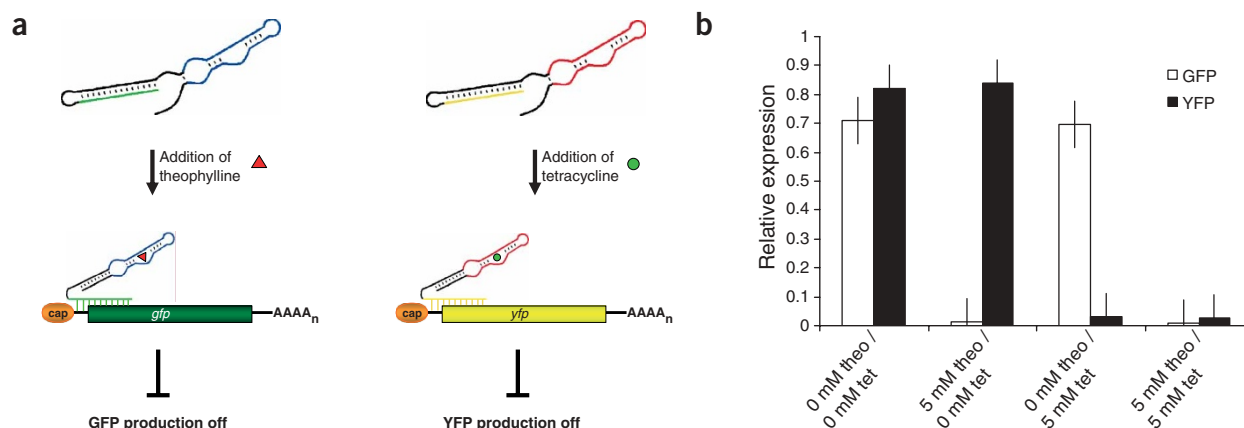 a
Addition of
theophylline
cap
gfp
AAAAn
GFP production off
Addition of
tetracycline
cap
yfp
AAAAn
YFP production off
b
Relative expression
1
0.9
0.8
0.7
0.6
0.5
0.4
0.3
0.2
0.1
0
GFP
YFP
0 mM theo /
0 mM tet
5 mM theo /
0 mM tet
0 mM theo /
5 mM tet
5 mM theo /
5 mM tet